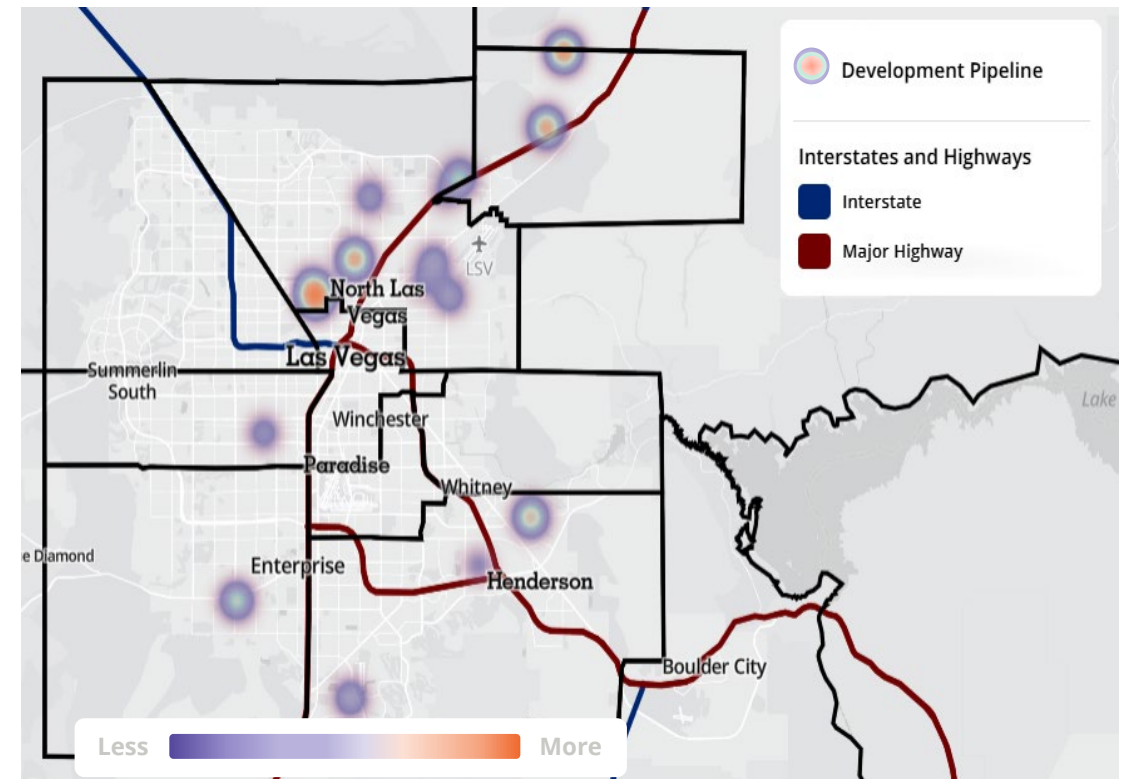 Development Pipeline
Interstates and Highways
Interstate
Major Highway
LSV
North Las
Vegas
Las Vegas
Summerlin
South
Lake
Winchester
Paradise
Whitney
e Diamond
Enterprise
Henderson
Boulder City
Less
More